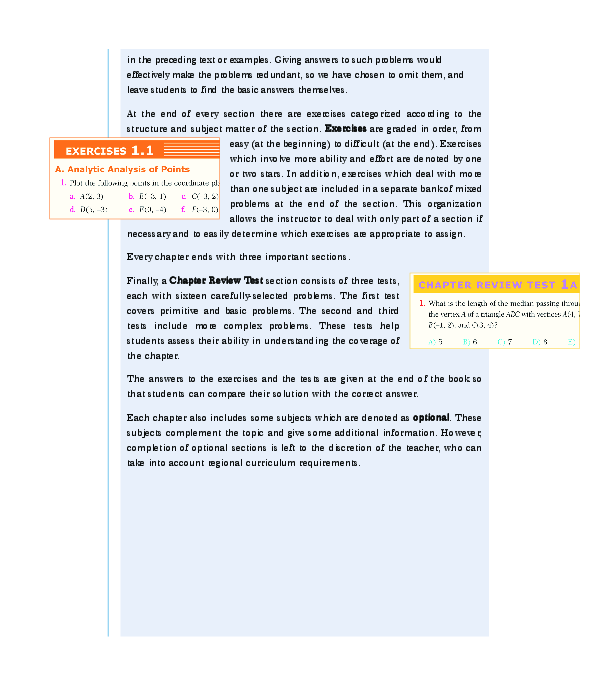 in the preceding text or examples. Giving answers to such problems would
effectively make the problems redundant, so we have chosen to omit them, and
leave students to find the basic answers themselves.
At the end of every section there are exercises categorized according to the
structure and subject matter of the section. Exercises are graded in order, from
easy (at the beginning) to difficult (at the end). Exercises
which involve more ability and effort are denoted by one
or two stars. In addition, exercises which deal with more
than one subject are included in a separate bank of mixed
problems at the end of the section. This organization
allows the instructor to deal with only part of a section if
necessary and to easily determine which exercises are appropriate to assign.
EXERCISES 1.1
A. Analytic Analysis of Points
1. Plot the following points in the coordinate pl
a. A(2, 3) b. B(-3, 1) c. C(-3, 2)
d. D(5, -3) e. E(0, -4) f. F(-3, 0)
Every chapter ends with three important sections.
Finally, a Chapter Review Test section consists of three tests,
each with sixteen carefully-selected problems. The first test
covers primitive and basic problems. The second and third
tests include more complex problems. These tests help
students assess their ability in understanding the coverage of
the chapter.
CHAPTER REVIEW TEST 1A
1. What is the length of the median passing throu
the vertex A of a triangle ABC with vertices
B(-1, 2), and
A) 5 B) 6 C) 7 D) 8 E)
The answers to the exercises and the tests are given at the end of the book so
that students can compare their solution with the correct answer.
Each chapter also includes some subjects which are denoted as optional. These
subjects complement the topic and give some additional information. However,
completion of optional sections is left to the discretion of the teacher, who can
take into account regional curriculum requirements.